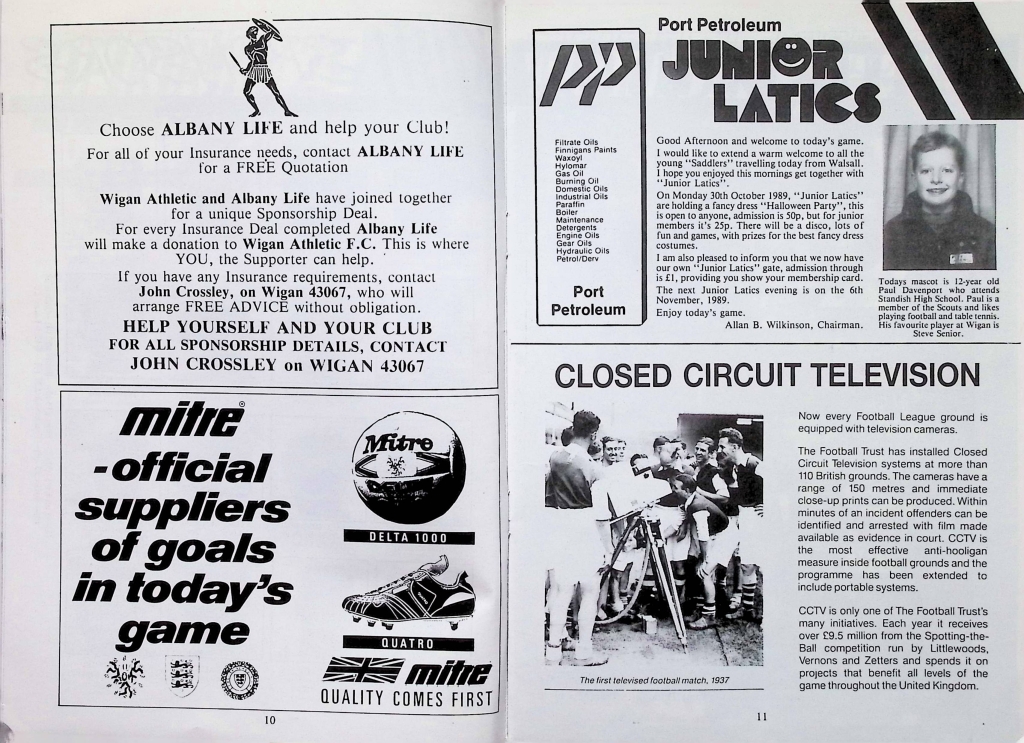 Choose ALBANY LIFE and help your Club!
For all of your Insurance needs, contact ALBANY LIFE
for a FREE Quotation
Wigan Athletic and Albany Life have joined together
for a unique Sponsorship Deal.
For every Insurance Deal completed Albany Life
will make a donation to Wigan Athletic F.C. This is where
YOU, the Supporter can help.
If you have any Insurance requirements, contact
John Crossley, on Wigan 43067, who will
arrange FREE ADVICE without obligation.
HELP YOURSELF AND YOUR CLUB
FOR ALL SPONSORSHIP DETAILS, CONTACT
JOHN CROSSLEY on WIGAN 43067
mitre®
-official
suppliers
of goals
in today's
game
Mitre
DELTA 1000
QUATRO
mitre
QUALITY COMES FIRST
10
Port Petroleum
JUNIOR
LATICS
pp
Filtrate Oils
Finnigans Paints
Waxoyl
Hylomar
Gas Oil
Burning Oil
Domestic Oils
Industrial Oils
Paraffin
Boiler
Maintenance
Detergents
Engine Oils
Gear Oils
Hydraulic Oils
Petrol/Derv
Port
Petroleum
Good Afternoon and welcome to today's game.
I would like to extend a warm welcome to all the
young "Saddlers" travelling today from Walsall.
I hope you enjoyed this mornings get together with
"Junior Latics".
On Monday 30th October 1989, "Junior Latics"
are holding a fancy dress "Halloween Party", this
is open to anyone, admission is 50p, but for junior
members it's 25p. There will be a disco, lots of
fun and games, with prizes for the best fancy dress
costumes.
I am also pleased to inform you that we now have
our own "Junior Latics" gate, admission through
is £1, providing you show your membership card.
The next Junior Latics evening is on the 6th
November, 1989.
Enjoy today's game.
Allan B. Wilkinson, Chairman.
Todays mascot is 12-year old
Paul Davenport who attends
Standish High School. Paul is a
member of the Scouts and likes
playing football and table tennis.
His favourite player at Wigan is
Steve Senior.
CLOSED CIRCUIT TELEVISION
The first televised football match, 1937
Now every Football League ground is
equipped with television cameras.
The Football Trust has installed Closed
Circuit Television systems at more than
110 British grounds. The cameras have a
range of 150 metres and immediate
close-up prints can be produced. Within
minutes of an incident offenders can be
identified and arrested with film made
available as evidence in court. CCTV is
the most effective anti-hooligan
measure inside football grounds and the
programme has been extended to
include portable systems.
CCTV is only one of The Football Trust's
many initiatives. Each year it receives
over £9.5 million from the Spotting-the-
Ball competition run by Littlewoods,
Vernons and Zetters and spends it on
projects that benefit all levels of the
game throughout the United Kingdom.
11